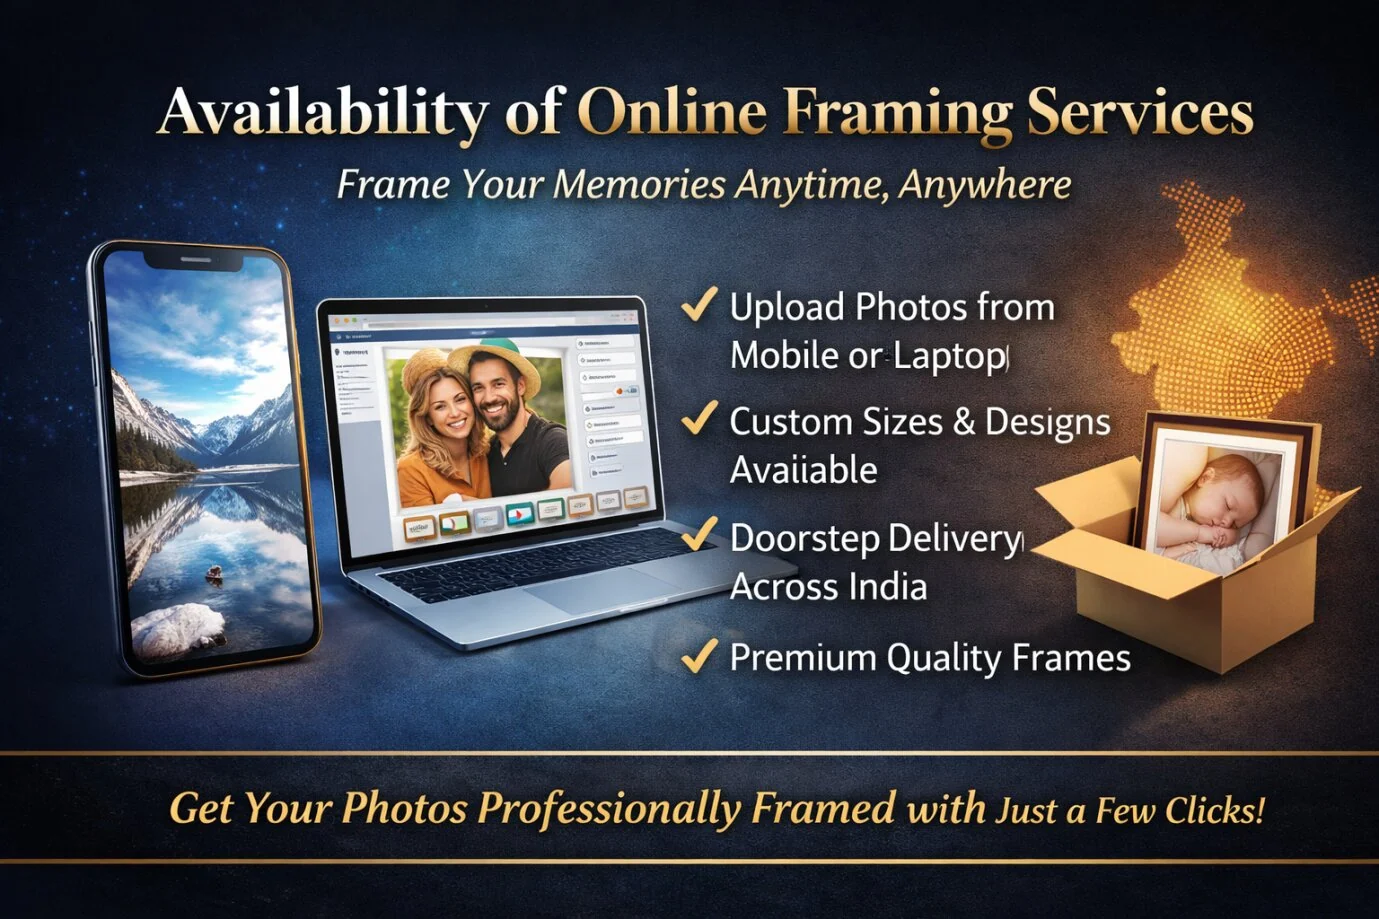 Availability of Online Framing Services
Frame Your Memories Anytime, Anywhere
Upload Photos from
Mobile or Laptop
Custom Sizes & Designs
Avaiiable
Doorstep Delivery
Across India
Premium Quality Frames
Get Your Photos Professionally Framed with Just a Few Clicks!